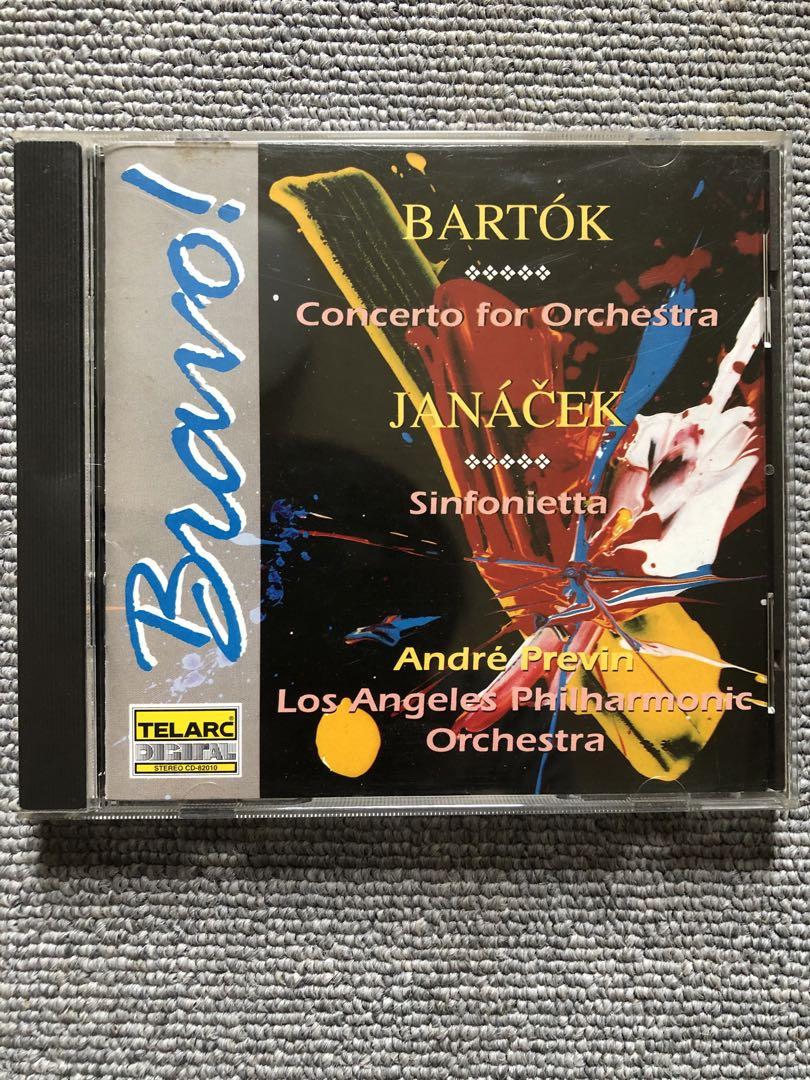 Bravo!
BARTÓK
Concerto for Orchestra
JANÁČEK
Sinfonietta
André Previn
Los Angeles Philharmonic
Orchestra
TELARC®
DIGITAL
STEREO CD-82010